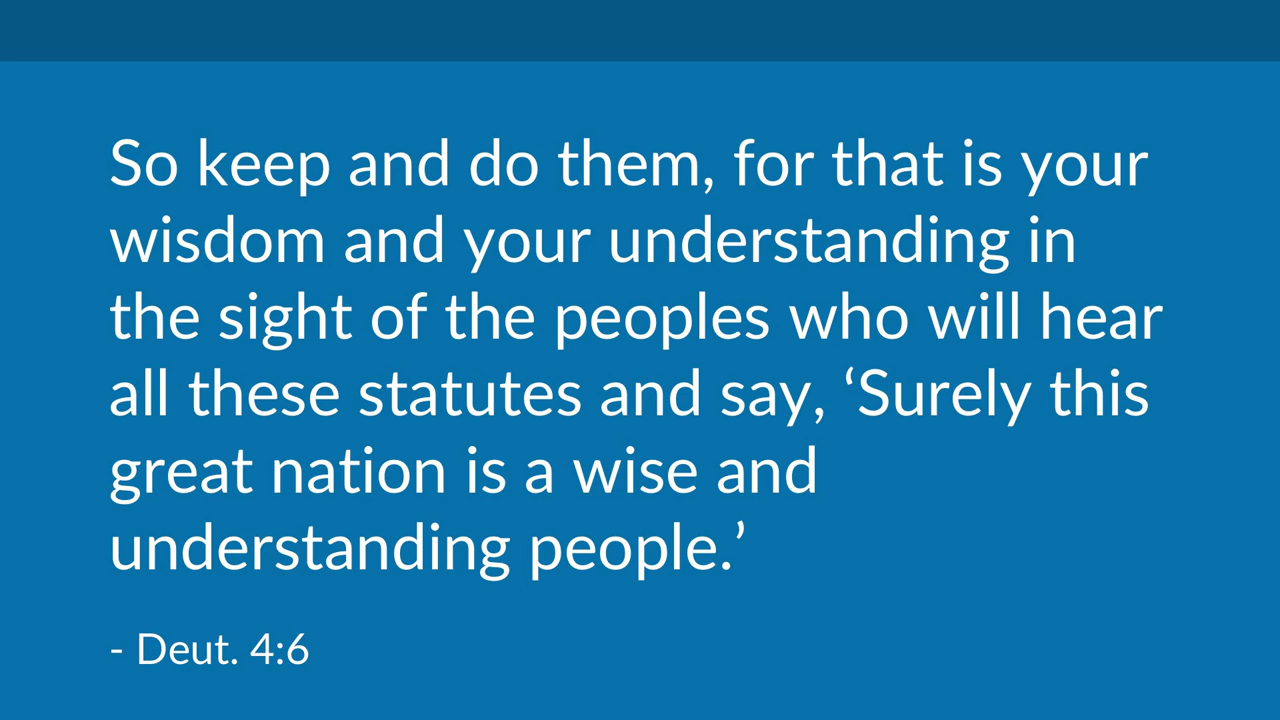 So keep and do them, for that is your
wisdom and your understanding in
the sight of the peoples who will hear
all these statutes and say, ‘Surely this
great nation is a wise and
understanding people.’
- Deut. 4:6